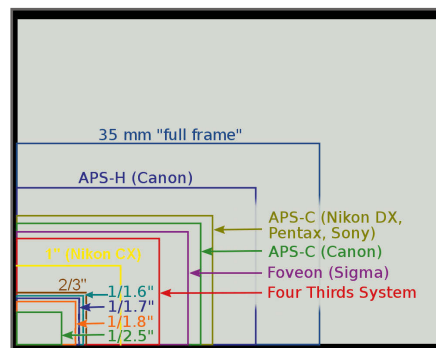 35 mm "full frame"
APS-H (Canon)
APS-C (Nikon DX,
Pentax, Sony)
APS-C (Canon)
Foveon (Sigma)
Four Thirds System
1" (Nikon CX)
2/3"
1/1.6"
1/1.7"
1/1.8"
1/2.5"